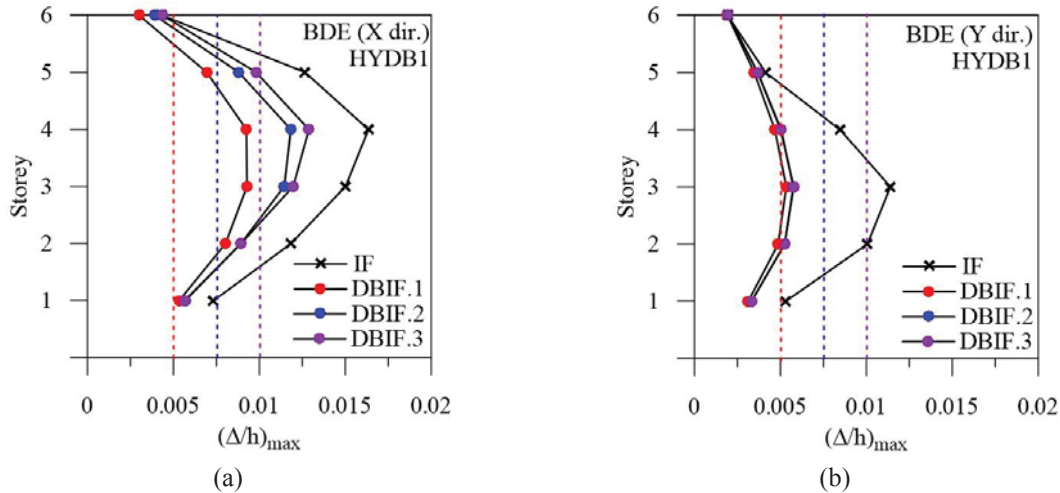 6
5
4
3
2
1
Storey
BDE (X dir.)
HYDB1
IF
DBIF.1
DBIF.2
DBIF.3
0 0.005 0.01 0.015 0.02
(Δ/h)max
(a)
6
5
4
3
2
1
Storey
BDE (Y dir.)
HYDB1
IF
DBIF.1
DBIF.2
DBIF.3
0 0.005 0.01 0.015 0.02
(Δ/h)max
(b)